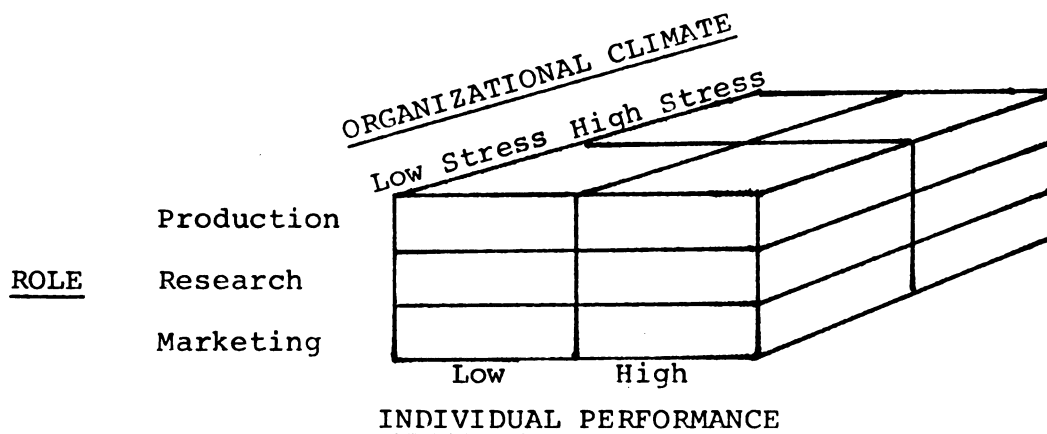 ORGANIZATIONAL CLIMATE
Low Stress High Stress
Production
ROLE Research
Marketing
Low High
INDIVIDUAL PERFORMANCE